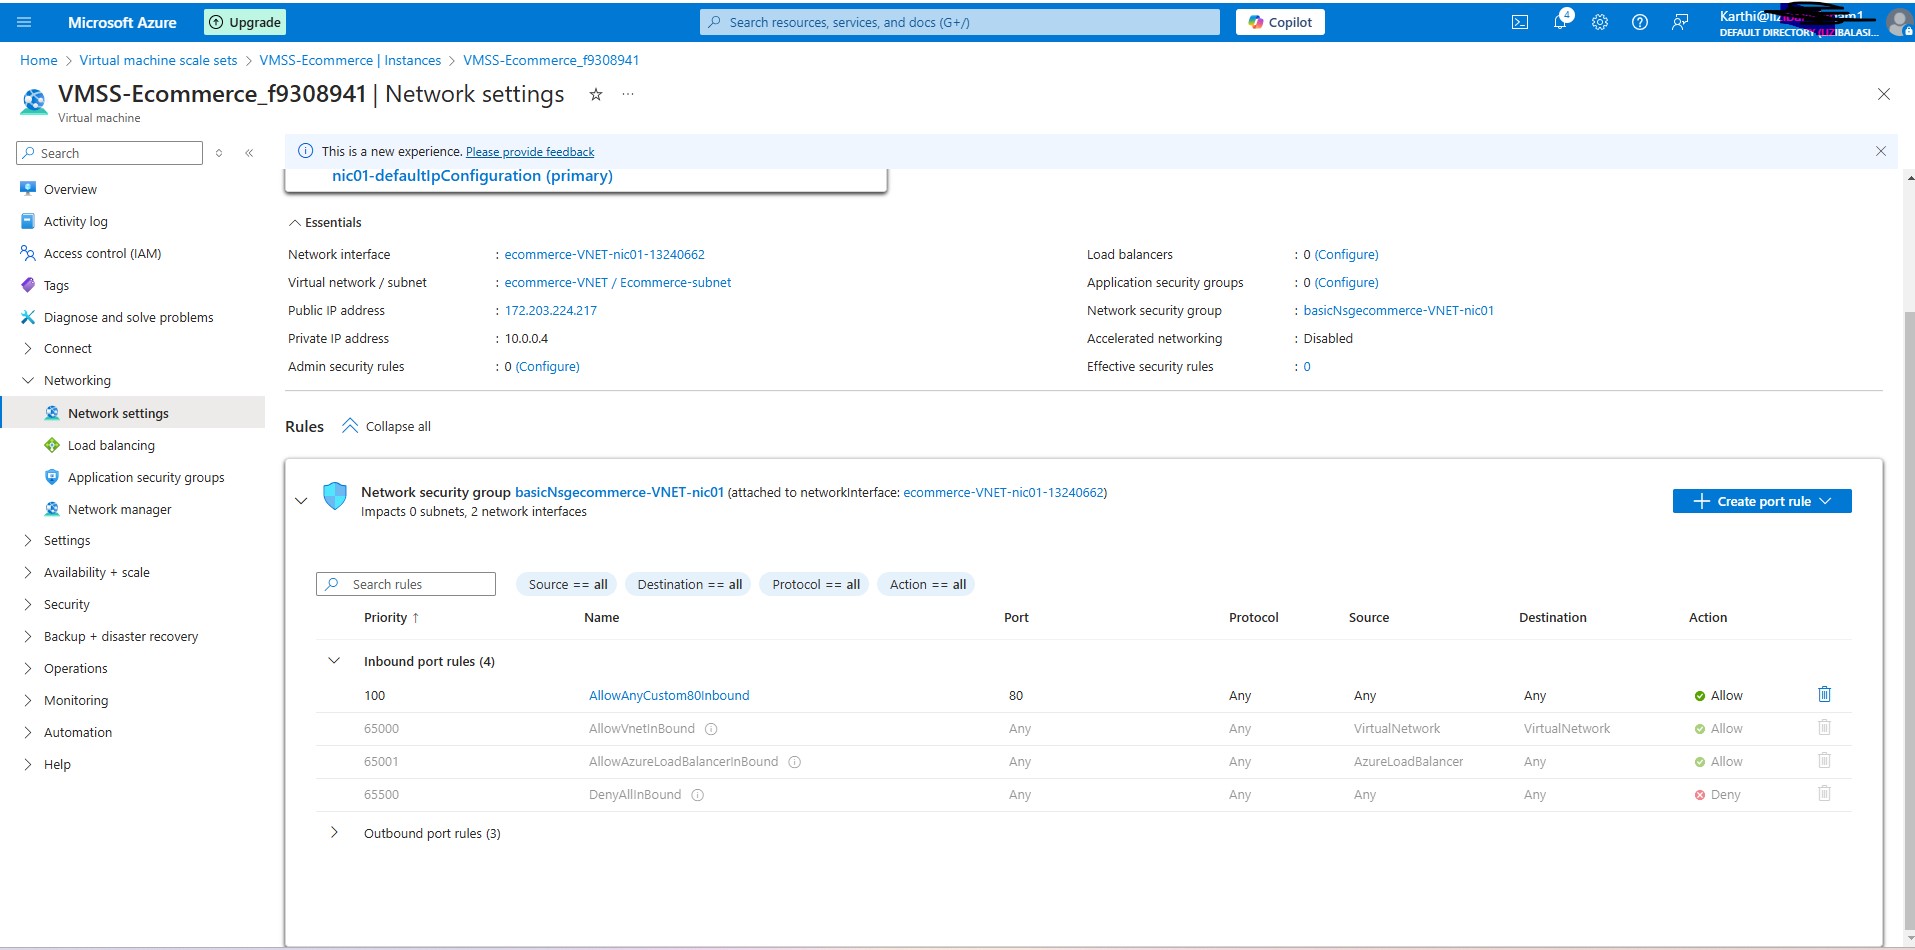 Microsoft Azure
Upgrade
Search resources, services, and docs (G+/)
Copilot
4
DEFAULT DIRECTORY
Home > Virtual machine scale sets > VMSS-Ecommerce | Instances > VMSS-Ecommerce_f9308941
VMSS-Ecommerce_f9308941 | Network settings
Virtual machine
Search
Overview
Activity log
Access control (IAM)
Tags
Diagnose and solve problems
Connect
Networking
Network settings
Load balancing
Application security groups
Network manager
Settings
Availability + scale
Security
Backup + disaster recovery
Operations
Monitoring
Automation
Help
This is a new experience. Please provide feedback
nic01-defaultIpConfiguration (primary)
Essentials
Network interface : ecommerce-VNET-nic01-13240662
Virtual network / subnet : ecommerce-VNET / Ecommerce-subnet
Public IP address : 172.203.224.217
Private IP address : 10.0.0.4
Admin security rules : 0 (Configure)
Load balancers : 0 (Configure)
Application security groups : 0 (Configure)
Network security group : basicNsgecommerce-VNET-nic01
Accelerated networking : Disabled
Effective security rules : 0
Rules Collapse all
Network security group basicNsgecommerce-VNET-nic01 (attached to networkInterface: ecommerce-VNET-nic01-13240662)
Impacts 0 subnets, 2 network interfaces
Create port rule
Search rules
Source == all
Destination == all
Protocol == all
Action == all
Priority ↑ Name Port Protocol Source Destination Action
Inbound port rules (4)
100 AllowAnyCustom80Inbound 80 Any Any Any Allow
65000 AllowVnetInBound Any Any VirtualNetwork VirtualNetwork Allow
65001 AllowAzureLoadBalancerInBound Any Any AzureLoadBalancer Any Allow
65500 DenyAllInBound Any Any Any Any Deny
Outbound port rules (3)